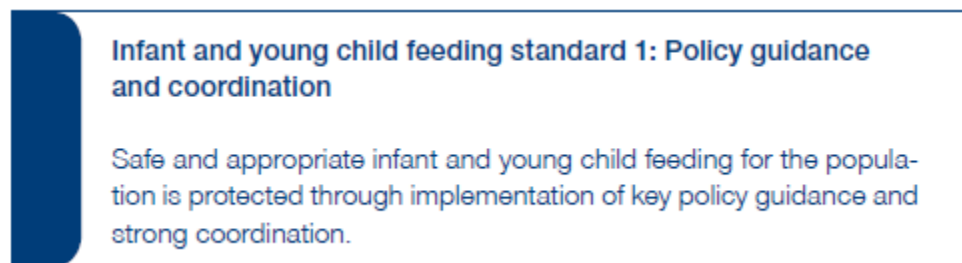 Infant and young child feeding standard 1: Policy guidance
and coordination
Safe and appropriate infant and young child feeding for the popula-
tion is protected through implementation of key policy guidance and
strong coordination.